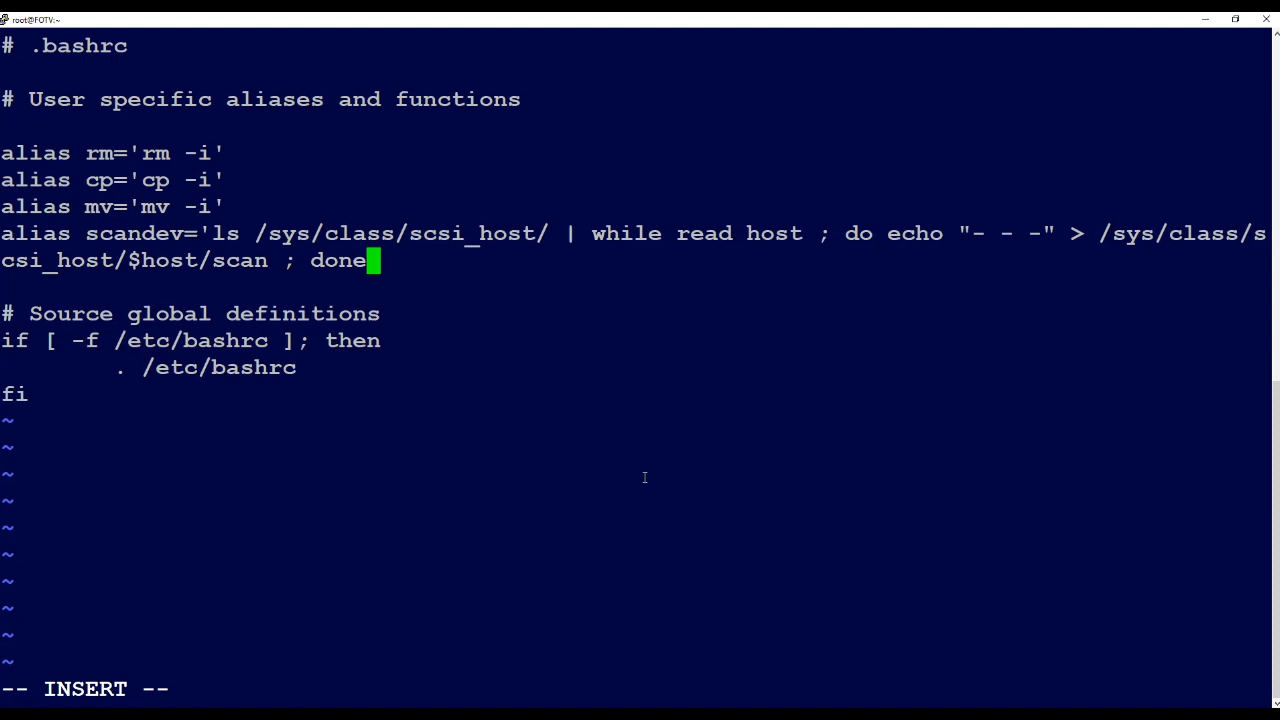 root@FOTV:~
# .bashrc
# User specific aliases and functions
alias rm='rm -i'
alias cp='cp -i'
alias mv='mv -i'
alias scandev='ls /sys/class/scsi_host/ | while read host ; do echo "- - -" > /sys/class/s
csi_host/$host/scan ; done
# Source global definitions
if [ -f /etc/bashrc ]; then
        . /etc/bashrc
fi
~
~
~
~
~
~
~
~
~
~
-- INSERT --